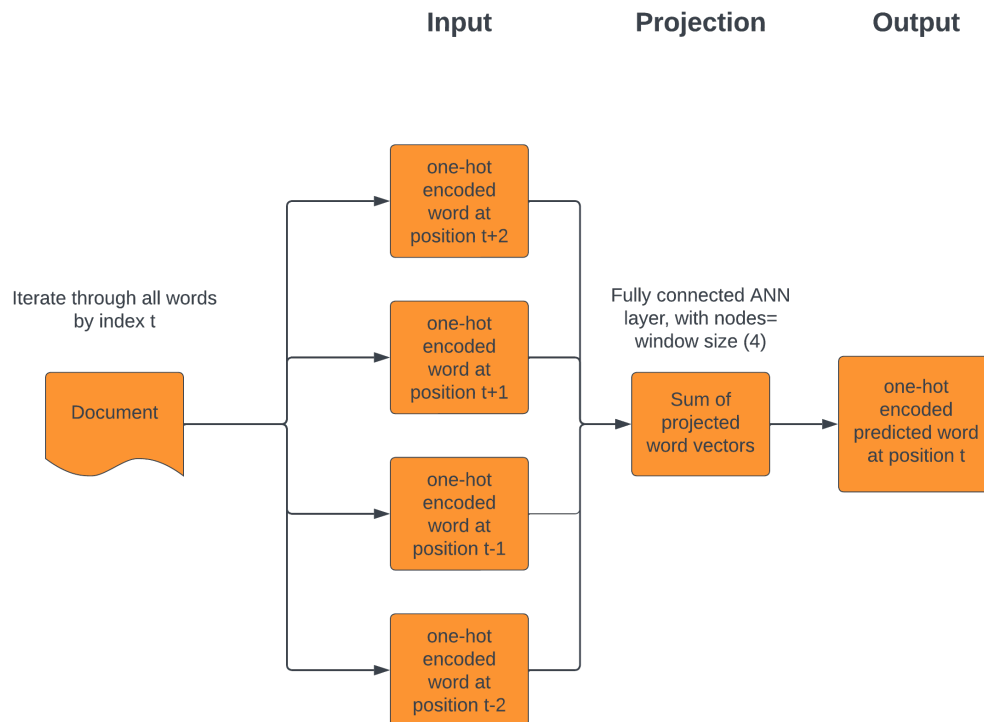 Input
Projection
Output
one-hot
encoded
word at
position t+2
Iterate through all words
by index t
Document
one-hot
encoded
word at
position t+1
Fully connected ANN
layer, with nodes=
window size (4)
Sum of
projected
word vectors
one-hot
encoded
predicted word
at position t
one-hot
encoded
word at
position t-1
one-hot
encoded
word at
position t-2